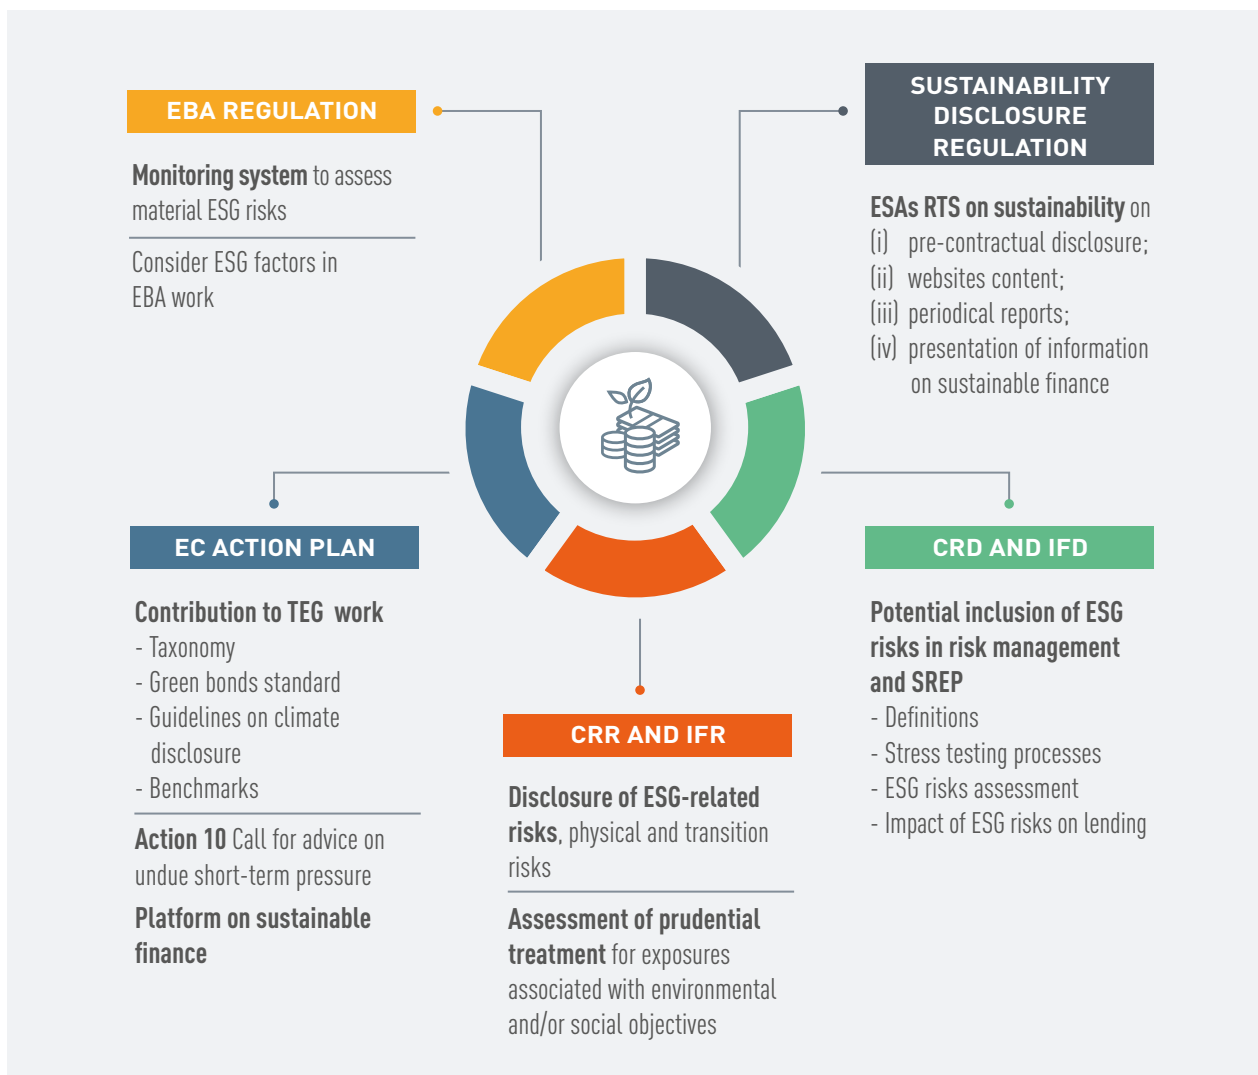 EBA REGULATION
Monitoring system to assess
material ESG risks
Consider ESG factors in
EBA work
SUSTAINABILITY
DISCLOSURE
REGULATION
ESAs RTS on sustainability on
(i) pre-contractual disclosure;
(ii) websites content;
(iii) periodical reports;
(iv) presentation of information
on sustainable finance
EC ACTION PLAN
Contribution to TEG work
- Taxonomy
- Green bonds standard
- Guidelines on climate
disclosure
- Benchmarks
Action 10 Call for advice on
undue short-term pressure
Platform on sustainable
finance
CRR AND IFR
Disclosure of ESG-related
risks, physical and transition
risks
Assessment of prudential
treatment for exposures
associated with environmental
and/or social objectives
CRD AND IFD
Potential inclusion of ESG
risks in risk management
and SREP
- Definitions
- Stress testing processes
- ESG risks assessment
- Impact of ESG risks on lending